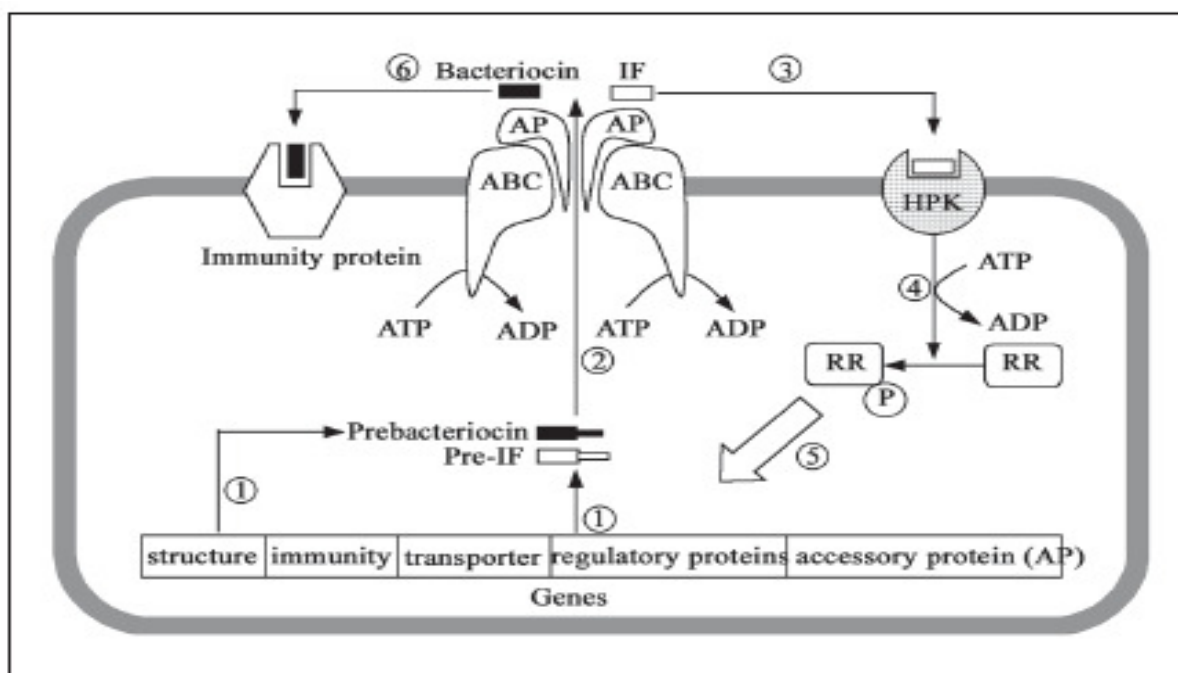 ⑥ Bacteriocin IF ③
AP AP
ABC ABC
HPK
Immunity protein
ATP ADP ATP ADP
④ ATP
ADP
② RR P RR
Prebacteriocin
Pre-IF
⑤
① ①
structure immunity transporter regulatory proteins accessory protein (AP)
Genes